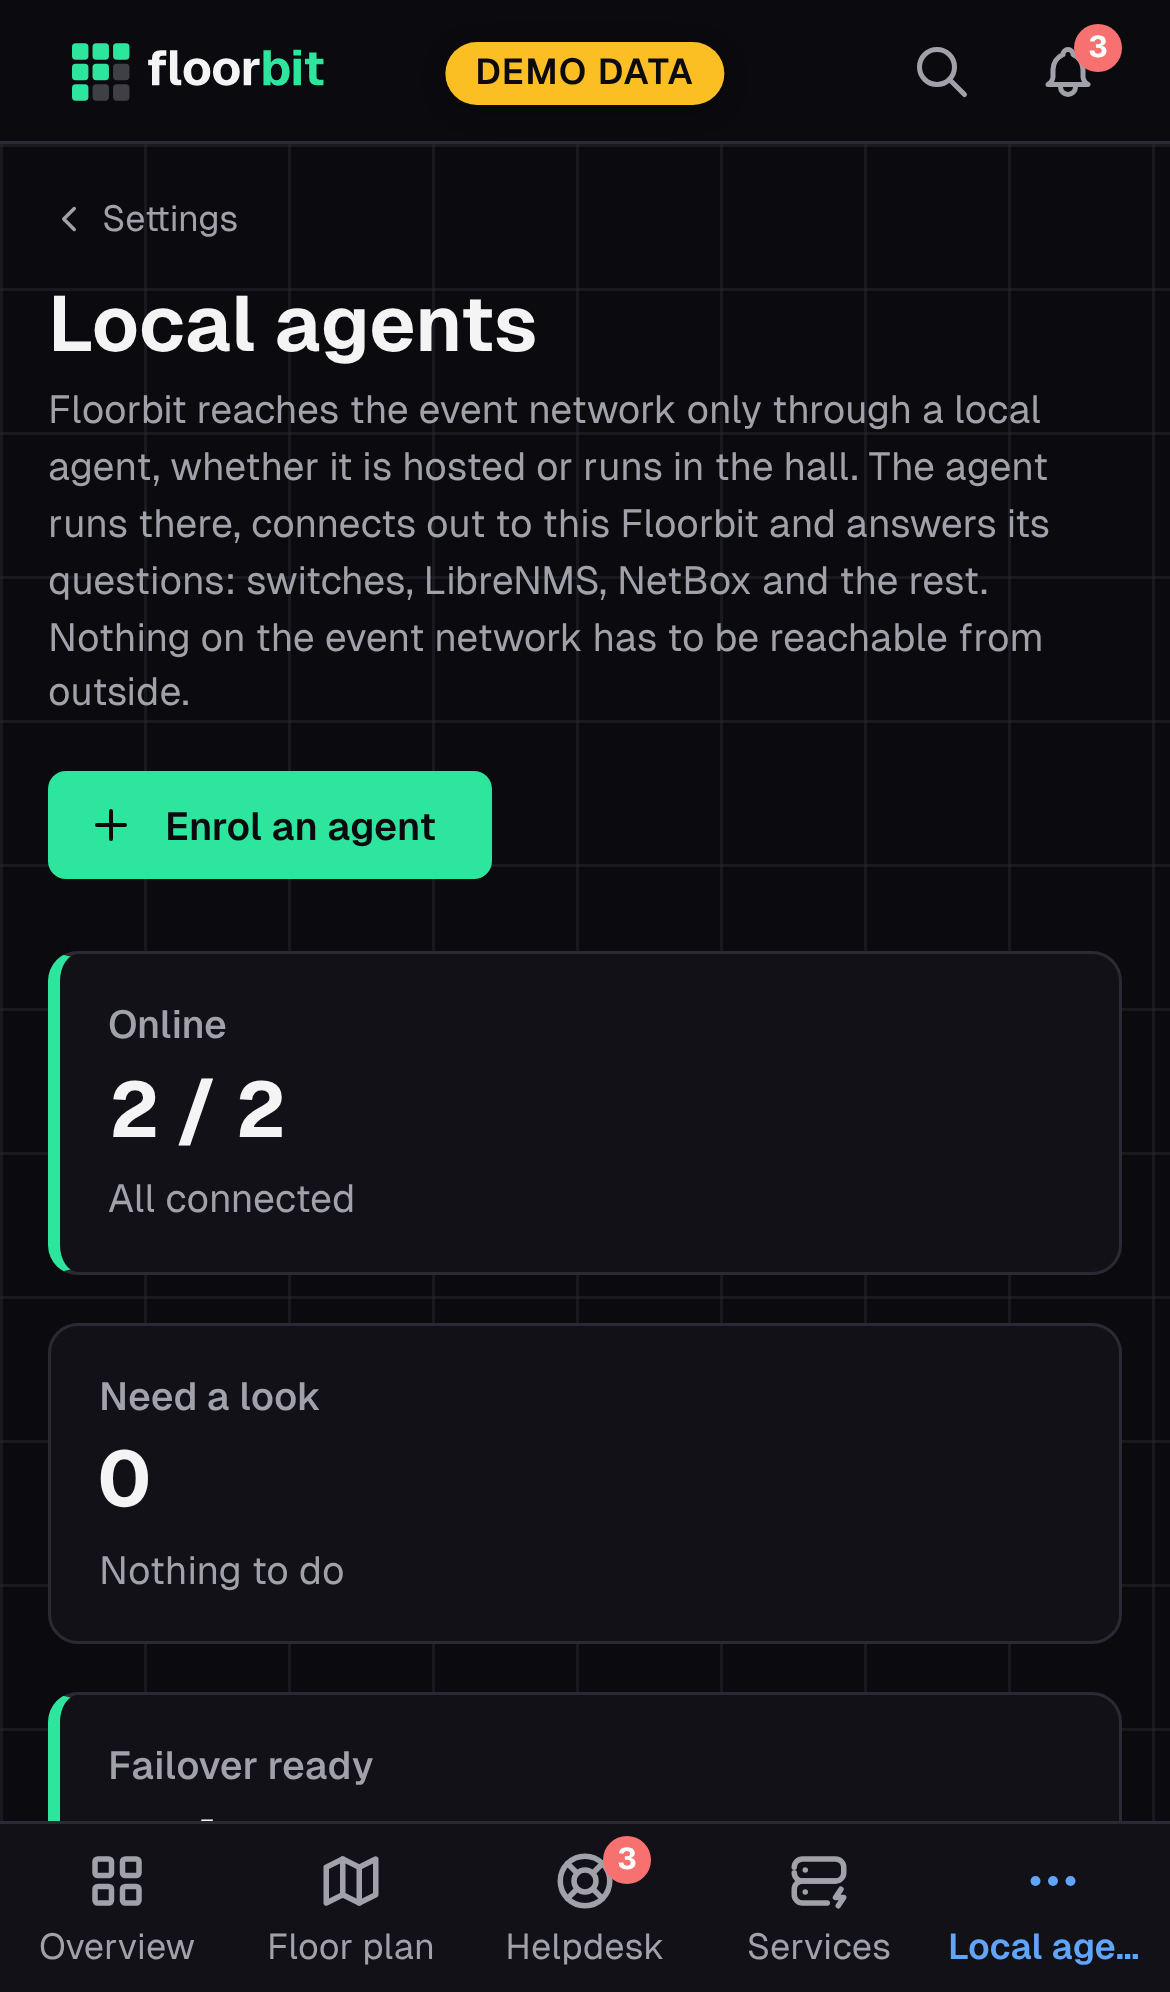 floorbit
DEMO DATA
3
Settings
Local agents
Floorbit reaches the event network only through a local
agent, whether it is hosted or runs in the hall. The agent
runs there, connects out to this Floorbit and answers its
questions: switches, LibreNMS, NetBox and the rest.
Nothing on the event network has to be reachable from
outside.
Enrol an agent
Online
2 / 2
All connected
Need a look
0
Nothing to do
Failover ready
3
Overview
Floor plan
Helpdesk
Services
Local age...